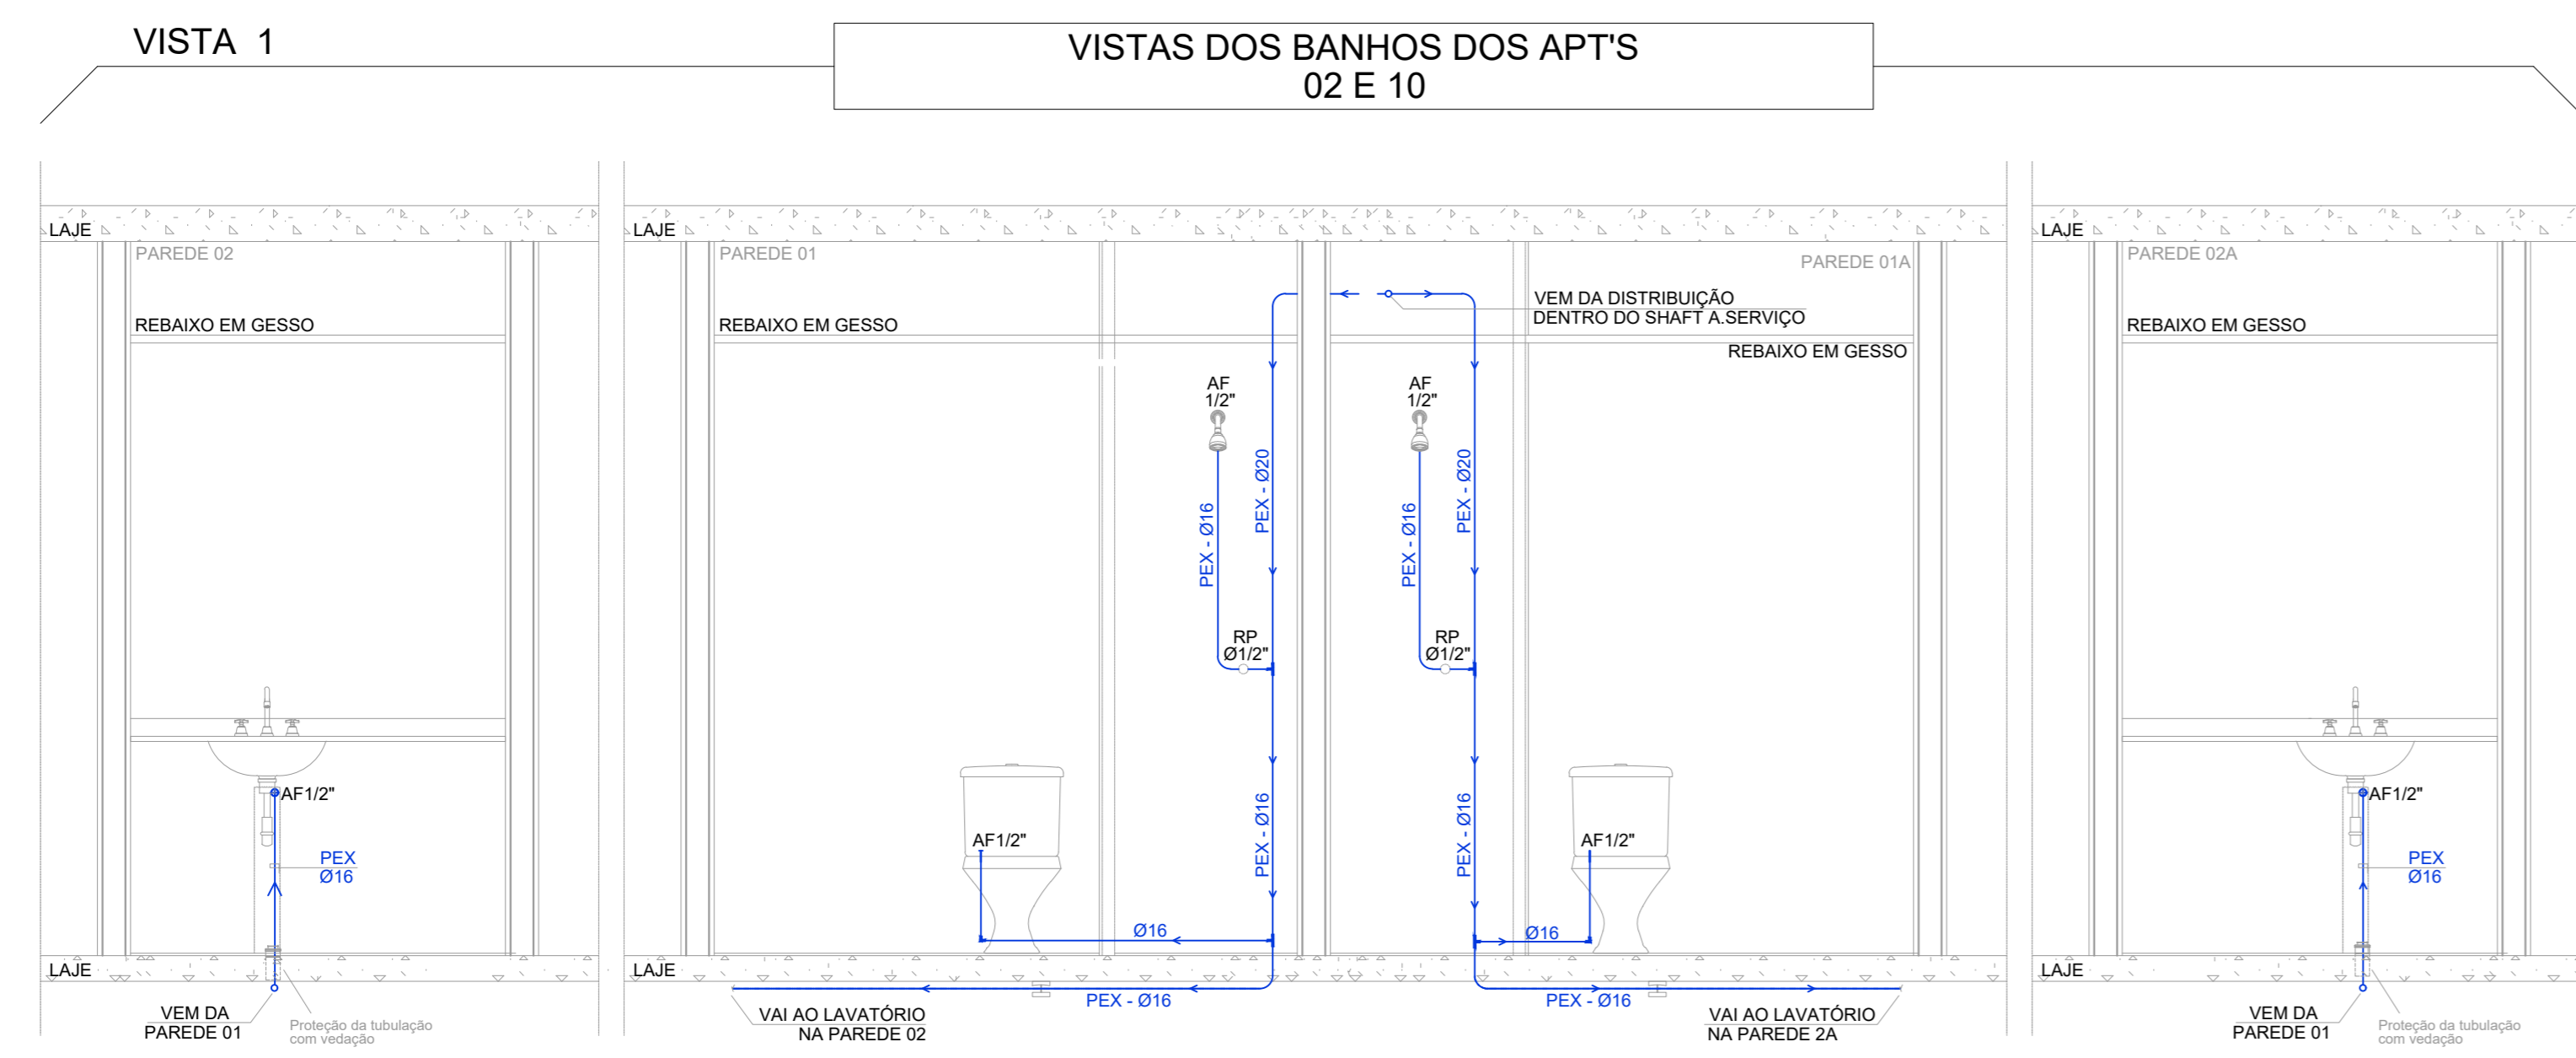 VISTA 1
VISTAS DOS BANHOS DOS APT'S
02 E 10
LAJE
PAREDE 02
REBAIXO EM GESSO
AF1/2"
PEX
Ø16
LAJE
VEM DA
PAREDE 01
Proteção da tubulação
com vedação
LAJE
PAREDE 01
REBAIXO EM GESSO
AF
1/2"
PEX - Ø16
PEX - Ø20
RP
Ø1/2"
AF1/2"
PEX - Ø16
Ø16
LAJE
PEX - Ø16
VAI AO LAVATÓRIO
NA PAREDE 02
PAREDE 01A
VEM DA DISTRIBUIÇÃO
DENTRO DO SHAFT A.SERVIÇO
REBAIXO EM GESSO
AF
1/2"
PEX - Ø16
PEX - Ø20
RP
Ø1/2"
PEX - Ø16
AF1/2"
Ø16
PEX - Ø16
VAI AO LAVATÓRIO
NA PAREDE 2A
LAJE
PAREDE 02A
REBAIXO EM GESSO
AF1/2"
PEX
Ø16
LAJE
VEM DA
PAREDE 01
Proteção da tubulação
com vedação